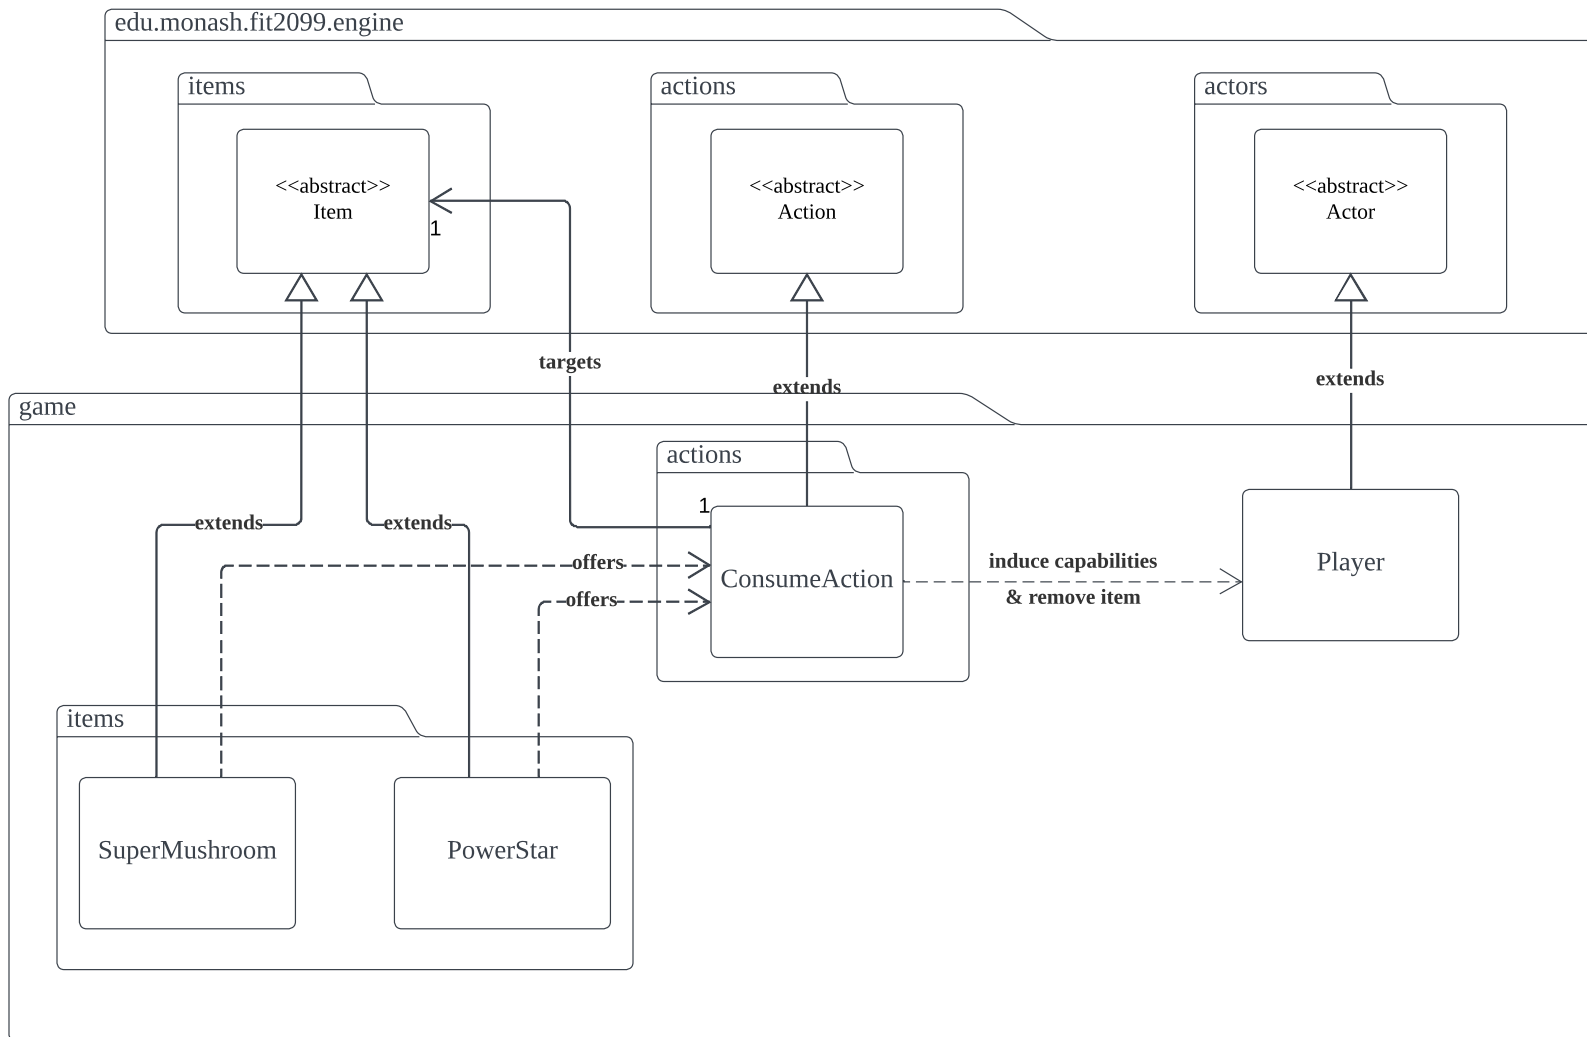 edu.monash.fit2099.engine
items
actions
actors
<<abstract>>
Item
<<abstract>>
Action
<<abstract>>
Actor
1
targets
extends
extends
game
actions
1
extends
extends
offers
offers
ConsumeAction
induce capabilities
& remove item
Player
items
SuperMushroom
PowerStar